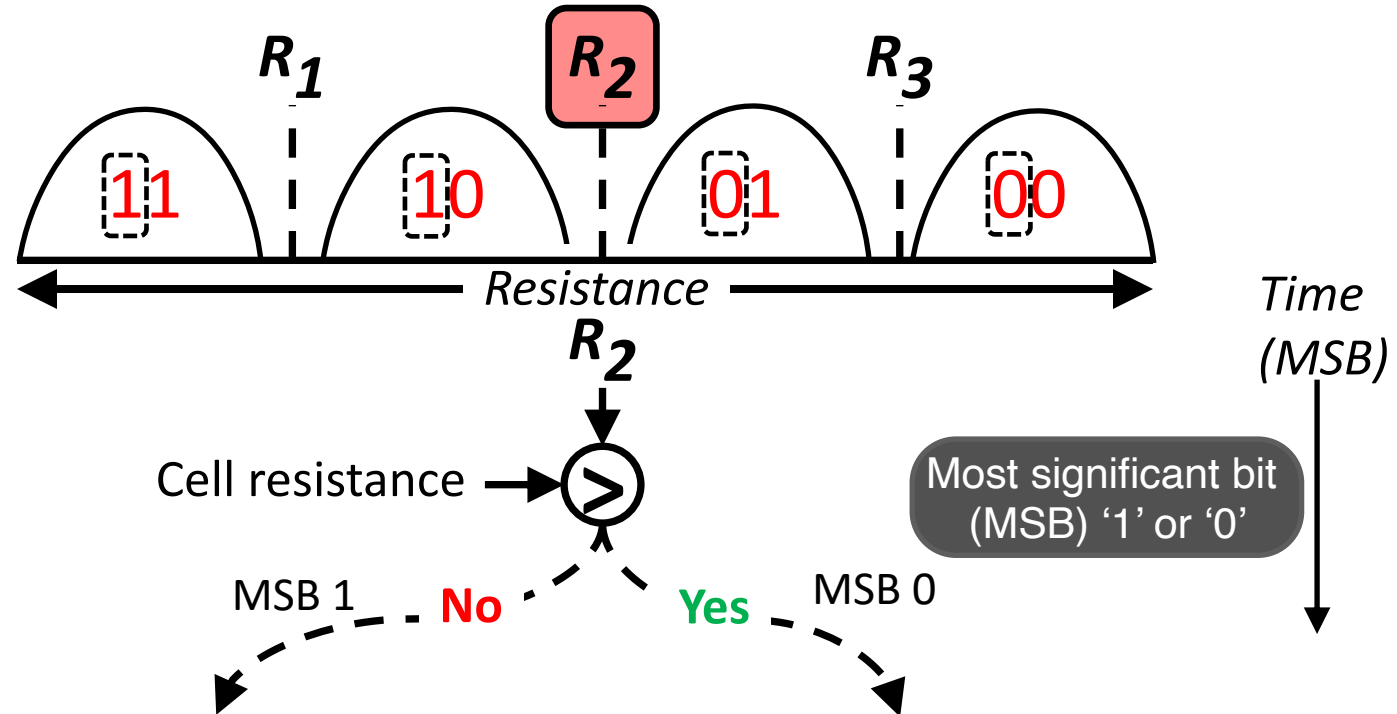 R1 R2 R3
11 10 01 00
Resistance
Time
(MSB)
R2
Cell resistance
>
Most significant bit
(MSB) ‘1’ or ‘0’
MSB 1 No Yes MSB 0